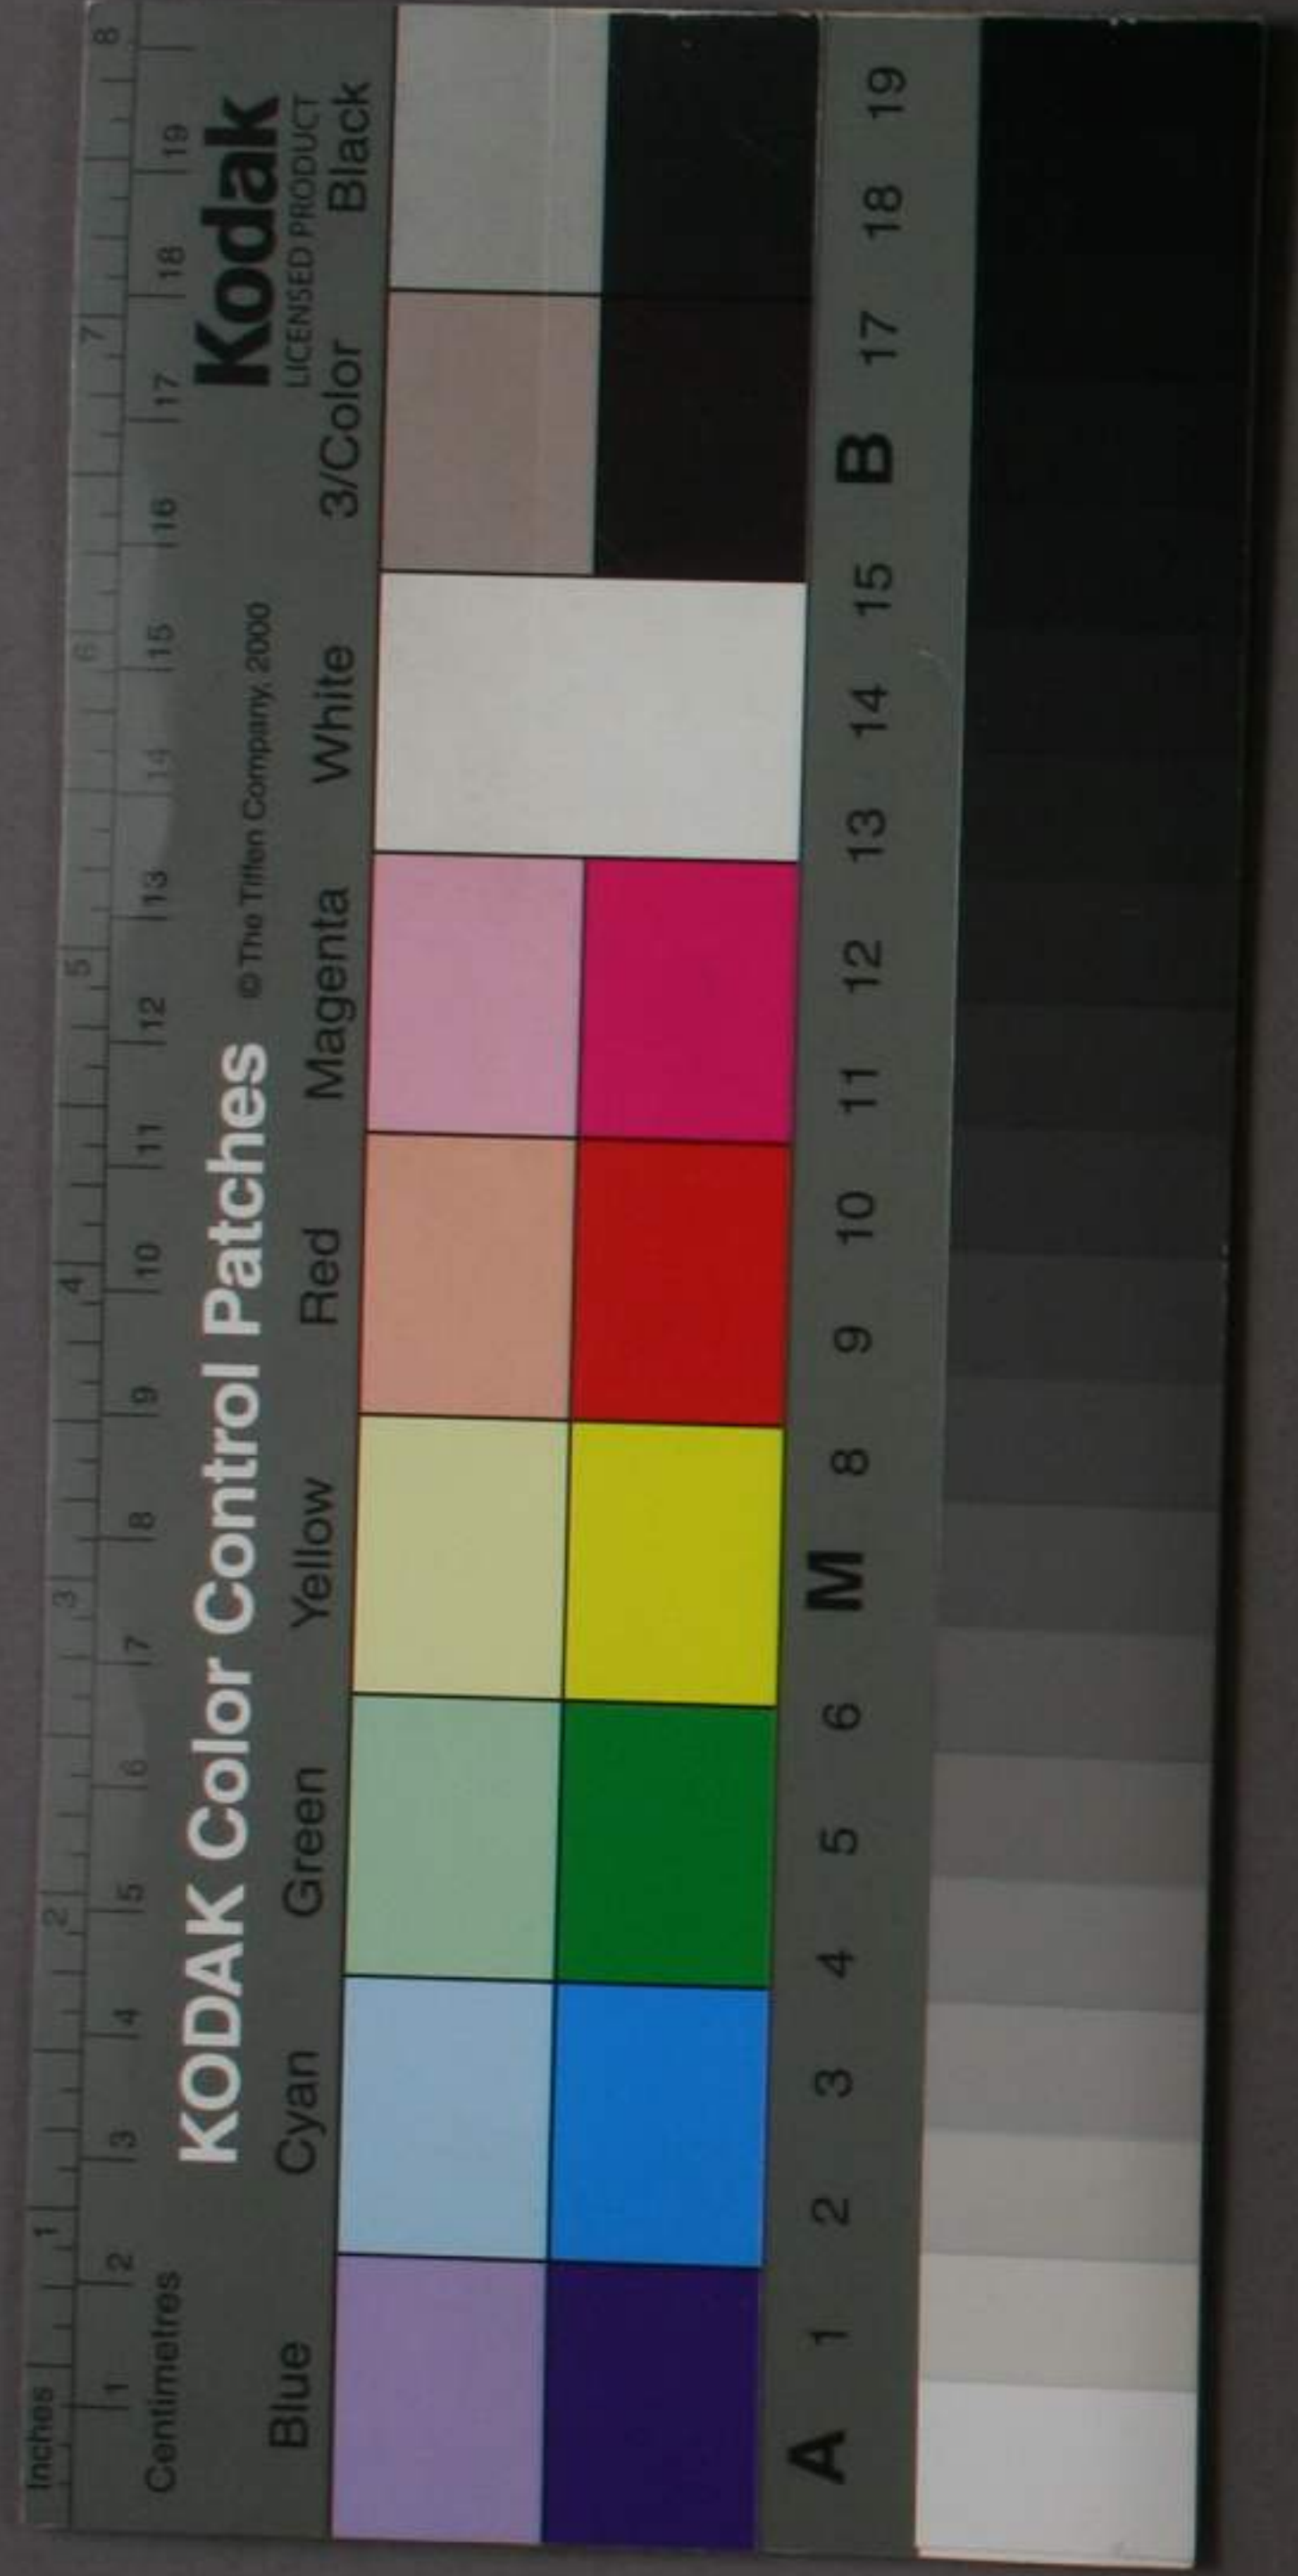 Inches 1 2 3 4 5 6 7 8
Centimetres 1 2 3 4 5 6 7 8 9 10 11 12 13 14 15 16 17 18 19
KODAK Color Control Patches © The Tiffen Company, 2000 Kodak
LICENSED PRODUCT
Blue Cyan Green Yellow Red Magenta White 3/Color Black
A 1 2 3 4 5 6 M 8 9 10 11 12 13 14 15 B 17 18 19